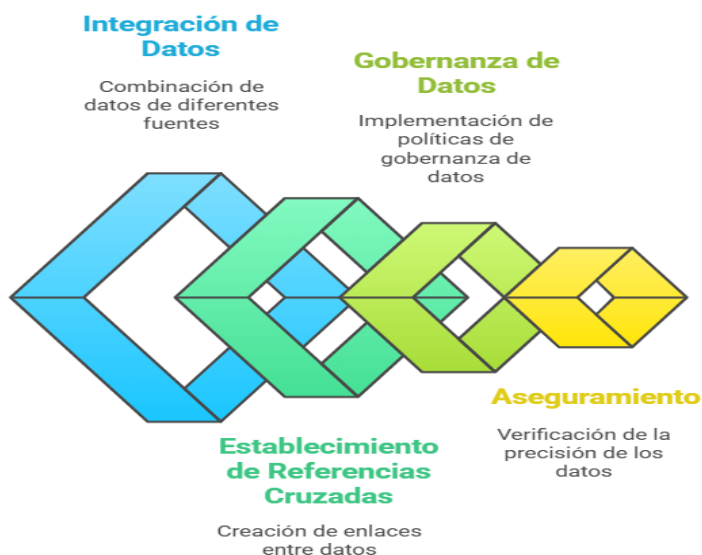 Integración de
Datos
Combinación de
datos de diferentes
fuentes
Gobernanza de
Datos
Implementación de
políticas de
gobernanza de
datos
Establecimiento
de Referencias
Cruzadas
Creación de enlaces
entre datos
Aseguramiento
Verificación de la
precisión de los
datos